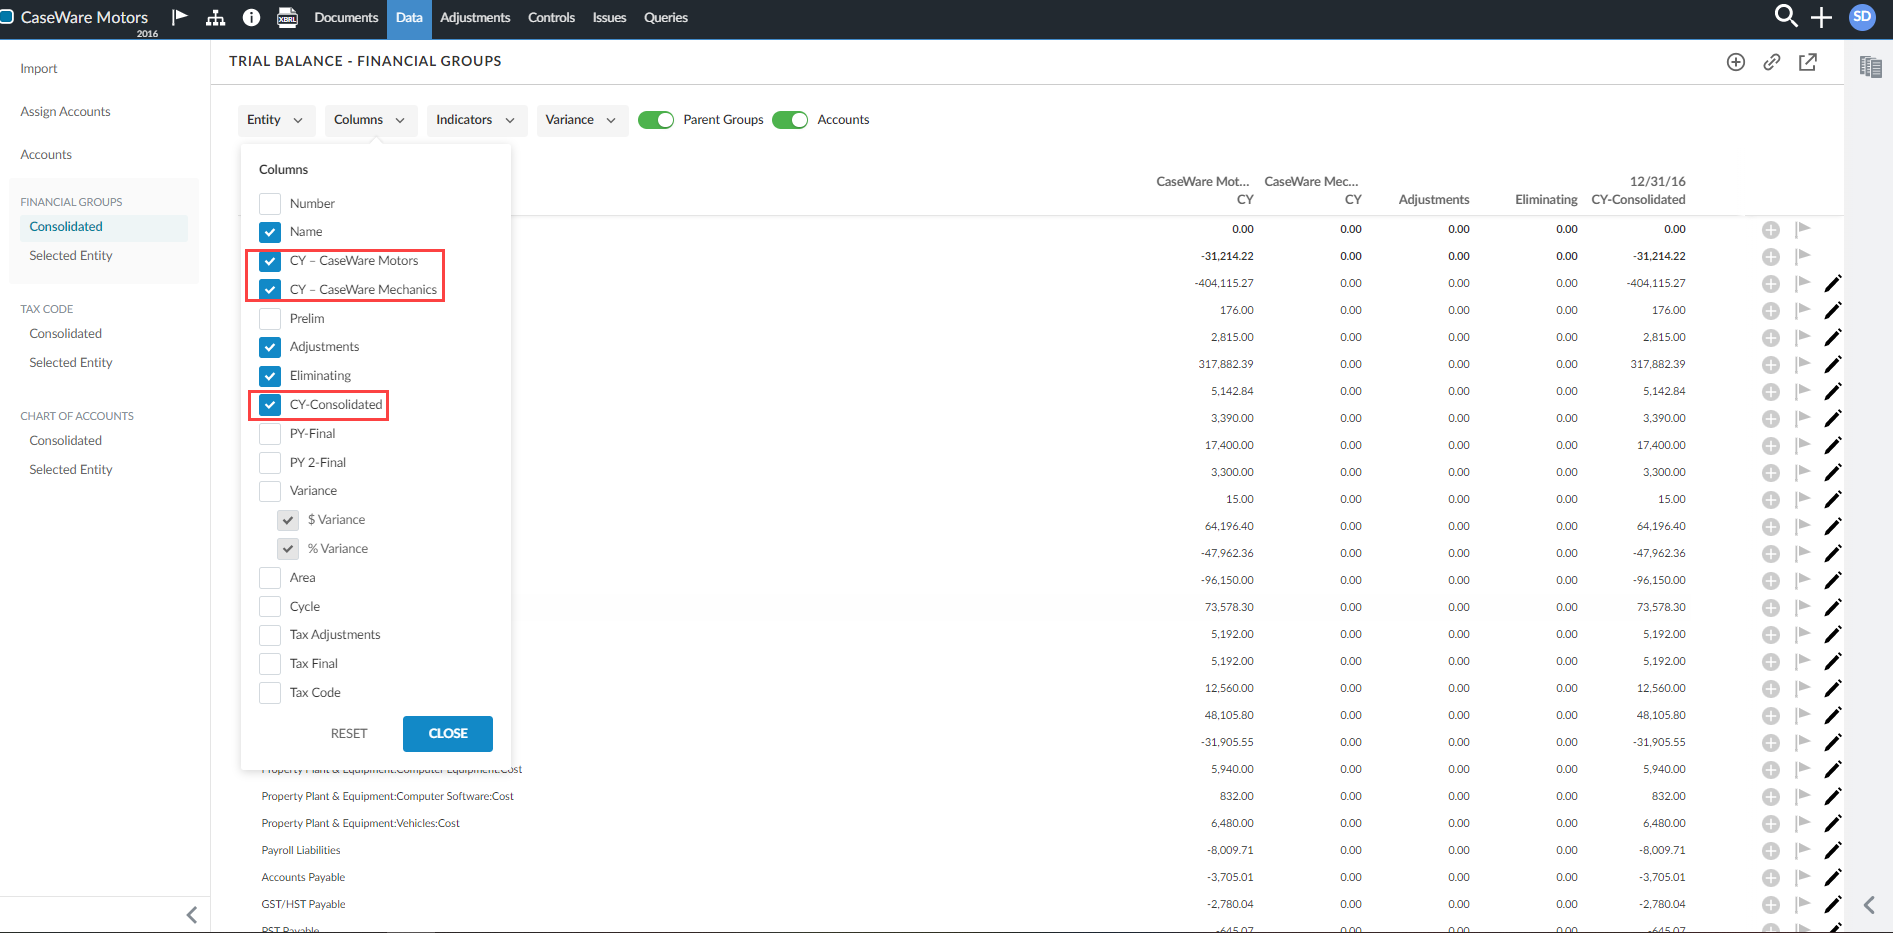 CaseWare Motors
2016
XBRL
Documents Data Adjustments Controls Issues Queries
SD
Import
Assign Accounts
Accounts
FINANCIAL GROUPS
Consolidated
Selected Entity
TAX CODE
Consolidated
Selected Entity
CHART OF ACCOUNTS
Consolidated
Selected Entity
TRIAL BALANCE - FINANCIAL GROUPS
Entity Columns Indicators Variance Parent Groups Accounts
Columns
Number
Name
CY – CaseWare Motors
CY – CaseWare Mechanics
Prelim
Adjustments
Eliminating
CY-Consolidated
PY-Final
PY 2-Final
Variance
$ Variance
% Variance
Area
Cycle
Tax Adjustments
Tax Final
Tax Code
RESET CLOSE
CaseWare Mot... CaseWare Mec... 12/31/16
CY CY Adjustments Eliminating CY-Consolidated
0.00 0.00 0.00 0.00 0.00
-31,214.22 0.00 0.00 0.00 -31,214.22
-404,115.27 0.00 0.00 0.00 -404,115.27
176.00 0.00 0.00 0.00 176.00
2,815.00 0.00 0.00 0.00 2,815.00
317,882.39 0.00 0.00 0.00 317,882.39
5,142.84 0.00 0.00 0.00 5,142.84
3,390.00 0.00 0.00 0.00 3,390.00
17,400.00 0.00 0.00 0.00 17,400.00
3,300.00 0.00 0.00 0.00 3,300.00
15.00 0.00 0.00 0.00 15.00
64,196.40 0.00 0.00 0.00 64,196.40
-47,962.36 0.00 0.00 0.00 -47,962.36
-96,150.00 0.00 0.00 0.00 -96,150.00
73,578.30 0.00 0.00 0.00 73,578.30
5,192.00 0.00 0.00 0.00 5,192.00
5,192.00 0.00 0.00 0.00 5,192.00
12,560.00 0.00 0.00 0.00 12,560.00
48,105.80 0.00 0.00 0.00 48,105.80
-31,905.55 0.00 0.00 0.00 -31,905.55
Property Plant & Equipment:Computer Equipment:Cost 5,940.00 0.00 0.00 0.00 5,940.00
Property Plant & Equipment:Computer Software:Cost 832.00 0.00 0.00 0.00 832.00
Property Plant & Equipment:Vehicles:Cost 6,480.00 0.00 0.00 0.00 6,480.00
Payroll Liabilities -8,009.71 0.00 0.00 0.00 -8,009.71
Accounts Payable -3,705.01 0.00 0.00 0.00 -3,705.01
GST/HST Payable -2,780.04 0.00 0.00 0.00 -2,780.04
PST Payable -645.07 0.00 0.00 0.00 -645.07